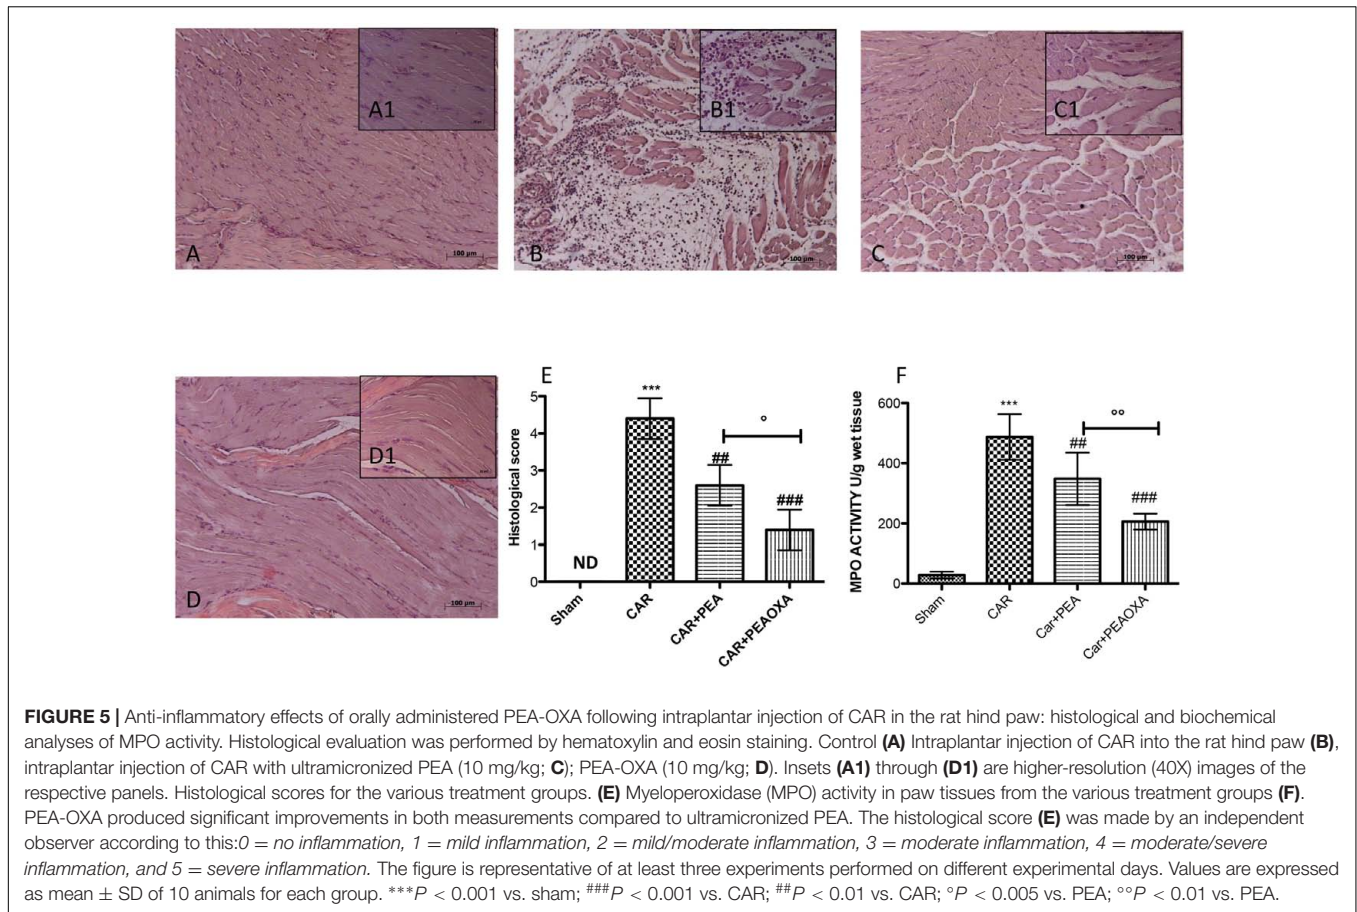 A1
A
100 µm
B1
B
100 µm
C1
C
100 µm
D1
D
100 µm
E
Histological score
5
4
3
2
1
0
***
##
###
°
ND
Sham
CAR
CAR+PEA
CAR+PEAOXA
F
MPO ACTIVITY U/g wet tissue
600
400
200
0
***
##
###
°°
Sham
CAR
Car+PEA
Car+PEAOXA
FIGURE 5 | Anti-inflammatory effects of orally administered PEA-OXA following intraplantar injection of CAR in the rat hind paw: histological and biochemical
analyses of MPO activity. Histological evaluation was performed by hematoxylin and eosin staining. Control (A) Intraplantar injection of CAR into the rat hind paw (B),
intraplantar injection of CAR with ultramicronized PEA (10 mg/kg; C); PEA-OXA (10 mg/kg; D). Insets (A1) through (D1) are higher-resolution (40X) images of the
respective panels. Histological scores for the various treatment groups. (E) Myeloperoxidase (MPO) activity in paw tissues from the various treatment groups (F).
PEA-OXA produced significant improvements in both measurements compared to ultramicronized PEA. The histological score (E) was made by an independent
observer according to this:0 = no inflammation, 1 = mild inflammation, 2 = mild/moderate inflammation, 3 = moderate inflammation, 4 = moderate/severe
inflammation, and 5 = severe inflammation. The figure is representative of at least three experiments performed on different experimental days. Values are expressed
as mean ± SD of 10 animals for each group. ***P < 0.001 vs. sham; ###P < 0.001 vs. CAR; ##P < 0.01 vs. CAR; °P < 0.005 vs. PEA; °°P < 0.01 vs. PEA.